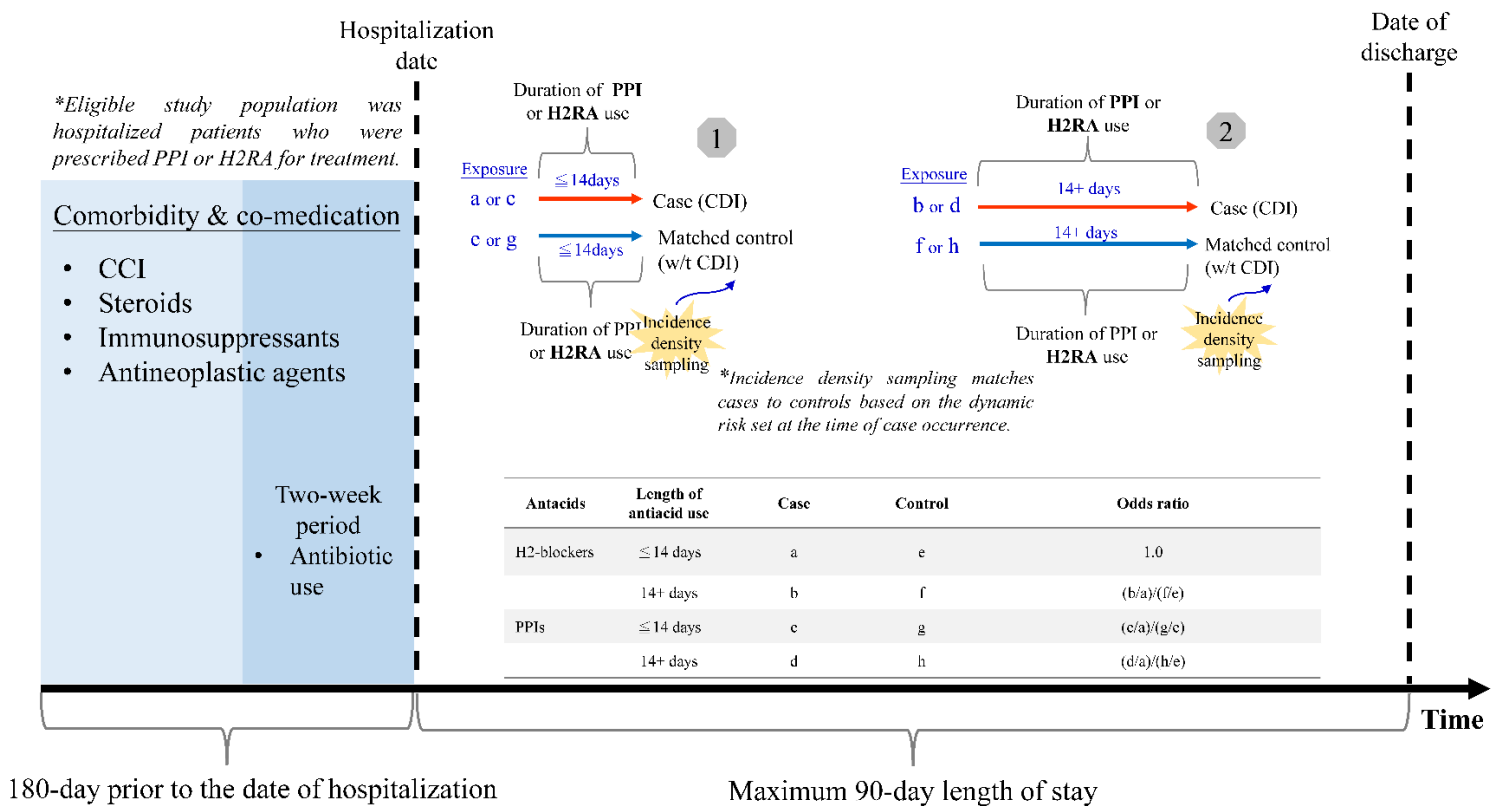 Hospitalization
date
Date of
discharge
*Eligible study population was
hospitalized patients who were
prescribed PPI or H2RA for treatment.
Comorbidity & co-medication
• CCI
• Steroids
• Immunosuppressants
• Antineoplastic agents
Two-week
period
• Antibiotic
use
Duration of PPI
or H2RA use
1
Exposure
a or c
≦14days
Case (CDI)
e or g
≦14days
Matched control
(w/t CDI)
Duration of PPI
or H2RA use
Incidence
density
sampling
Duration of PPI or
H2RA use
2
Exposure
b or d
14+ days
Case (CDI)
f or h
14+ days
Matched control
(w/t CDI)
Duration of PPI or
H2RA use
Incidence
density
sampling
*Incidence density sampling matches
cases to controls based on the dynamic
risk set at the time of case occurrence.
Antacids Length of antiacid use Case Control Odds ratio
H2-blockers ≦14 days a e 1.0
14+ days b f (b/a)/(f/e)
PPIs ≦14 days c g (c/a)/(g/e)
14+ days d h (d/a)/(h/e)
Time
180-day prior to the date of hospitalization
Maximum 90-day length of stay